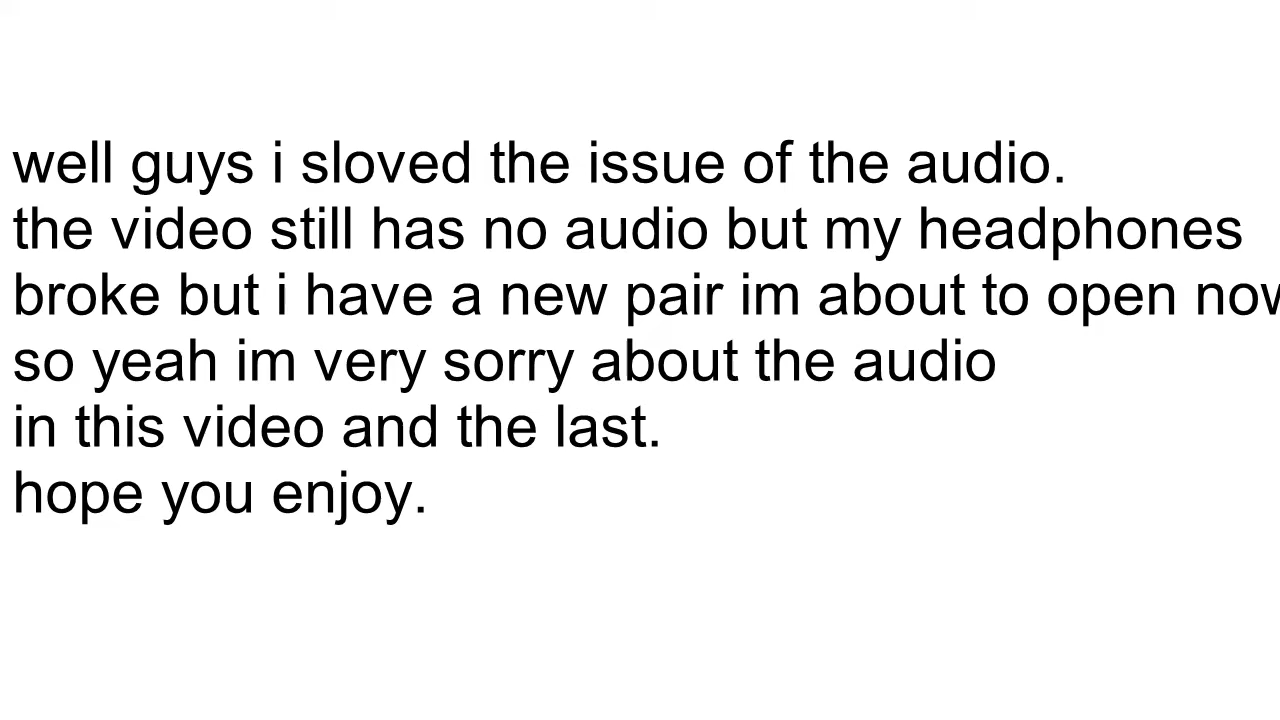 well guys i sloved the issue of the audio.
the video still has no audio but my headphones
broke but i have a new pair im about to open now
so yeah im very sorry about the audio
in this video and the last.
hope you enjoy.